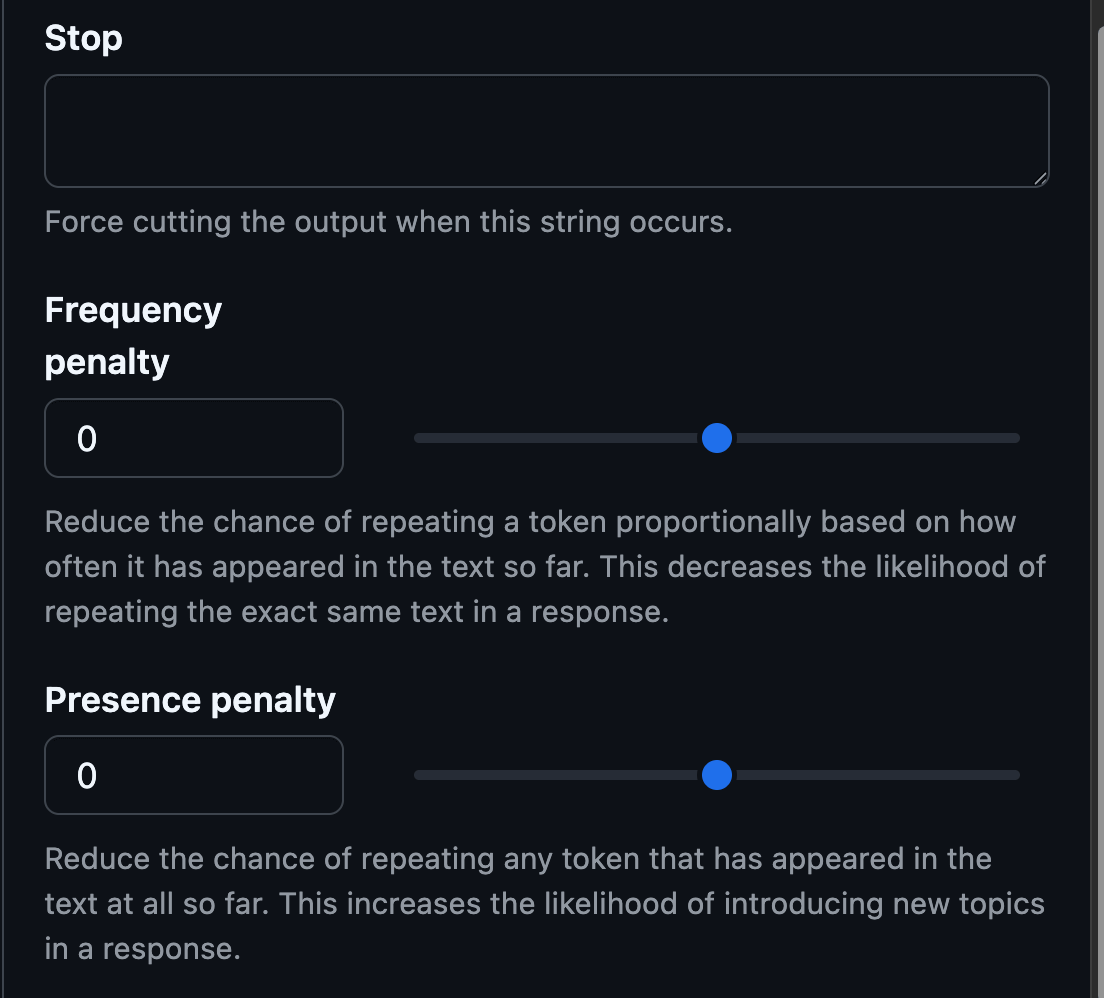 Stop
Force cutting the output when this string occurs.
Frequency
penalty
0
Reduce the chance of repeating a token proportionally based on how
often it has appeared in the text so far. This decreases the likelihood of
repeating the exact same text in a response.
Presence penalty
0
Reduce the chance of repeating any token that has appeared in the
text at all so far. This increases the likelihood of introducing new topics
in a response.